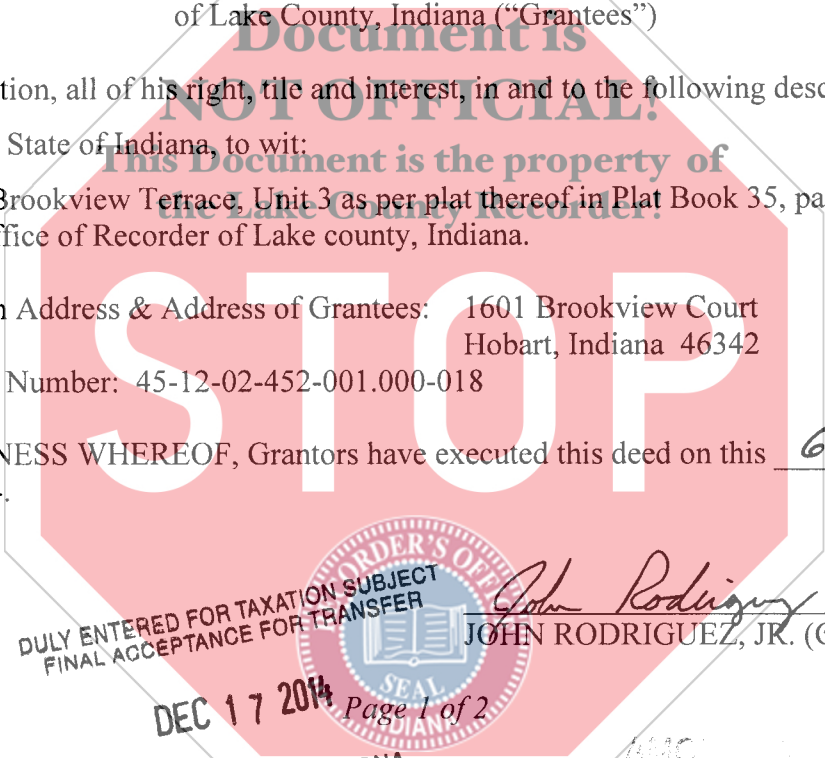 of Lake County, Indiana (“Grantees”)
Document is
tion, all of his right, tile and interest, in and to the following desc
NOT OFFICIAL!
State of Indiana, to wit:
This Document is the property of
Brookview Terrace, Unit 3 as per plat thereof in Plat Book 35, pa
the Lake County Recorder!
ffice of Recorder of Lake county, Indiana.
STOP
n Address & Address of Grantees: 1601 Brookview Court
Hobart, Indiana 46342
Number: 45-12-02-452-001.000-018
NESS WHEREOF, Grantors have executed this deed on this 6
RECORDER'S OFFICE
DULY ENTERED FOR TAXATION SUBJECT
FINAL ACCEPTANCE FOR TRANSFER
John Rodriguez
JOHN RODRIGUEZ, JR. (G
SEAL
INDIANA
DEC 17 2014
Page 1 of 2